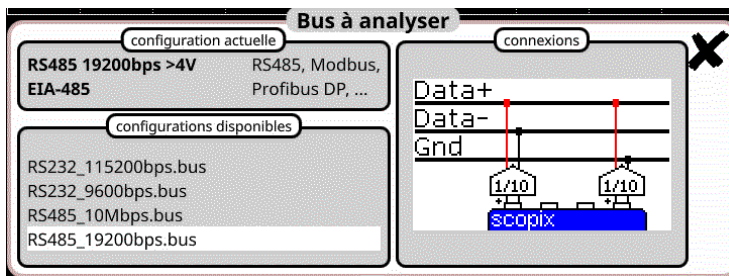 Bus à analyser
configuration actuelle
RS485 19200bps >4V RS485, Modbus,
EIA-485 Profibus DP, ...
configurations disponibles
RS232_115200bps.bus
RS232_9600bps.bus
RS485_10Mbps.bus
RS485_19200bps.bus
connexions
Data+
Data-
Gnd
1/10 1/10
+ +
scopix